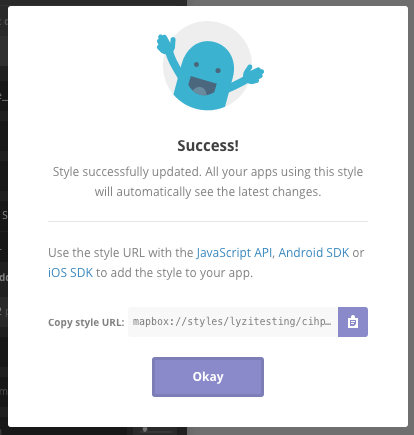 Success!
Style successfully updated. All your apps using this style
will automatically see the latest changes.
Use the style URL with the JavaScript API, Android SDK or
iOS SDK to add the style to your app.
Copy style URL: mapbox://styles/lyzitesting/cihp…
Okay